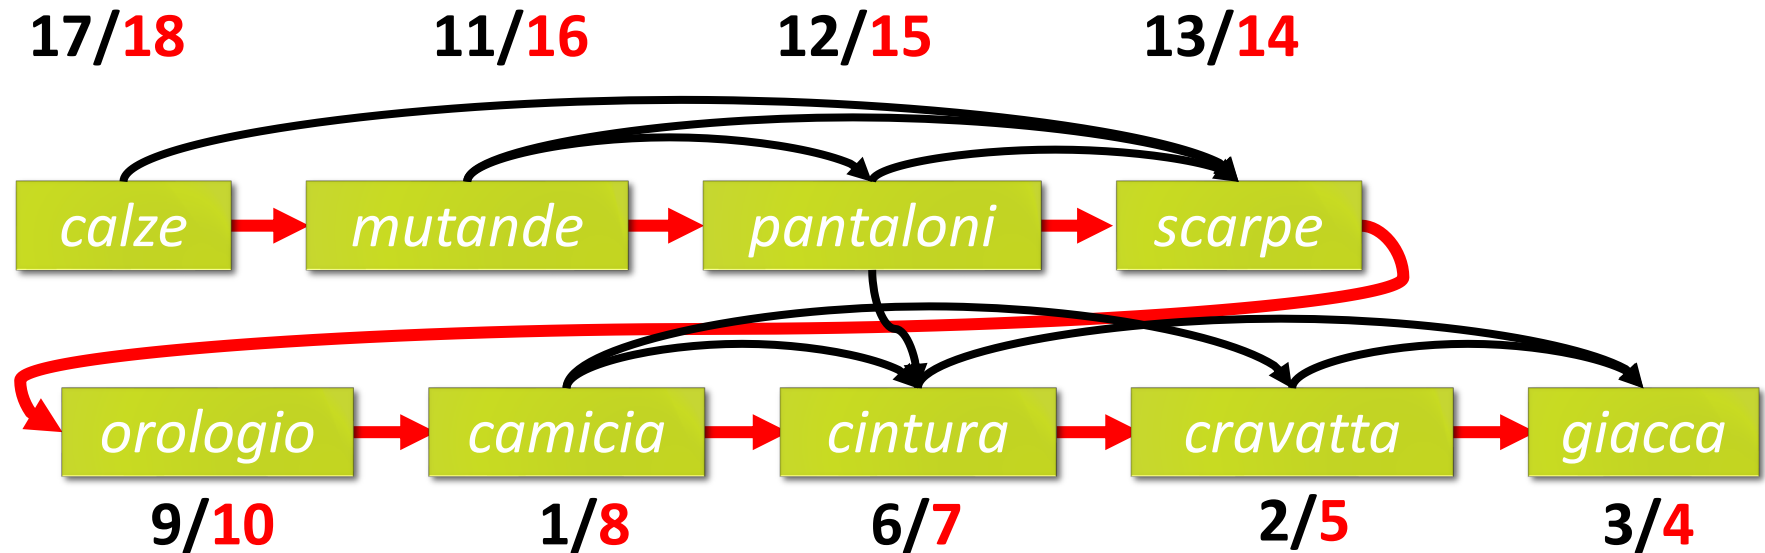 17/18 11/16 12/15 13/14
calze mutande pantaloni scarpe
orologio camicia cintura cravatta giacca
9/10 1/8 6/7 2/5 3/4